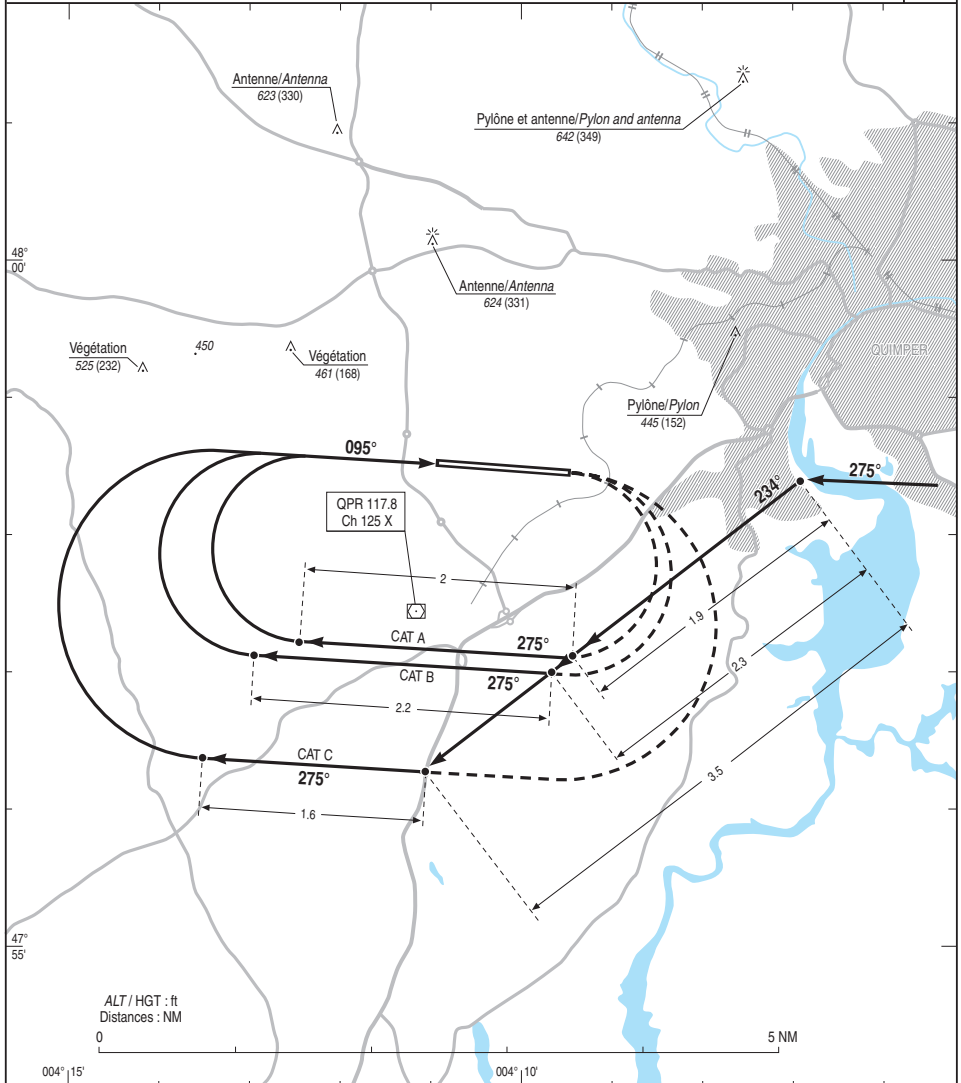 Antenne/Antenna
623 (330)
Pylône et antenne/Pylon and antenna
642 (349)
48°
00'
Antenne/Antenna
624 (331)
Végétation
525 (232)
450
Végétation
461 (168)
QUIMPER
Pylône/Pylon
445 (152)
095°
275°
234°
QPR 117.8
Ch 125 X
2
1.9
CAT A
275°
CAT B
275°
2.3
2.2
CAT C
275°
3.5
1.6
47°
55'
ALT / HGT : ft
Distances : NM
0
5 NM
004° 15'
004° 10'